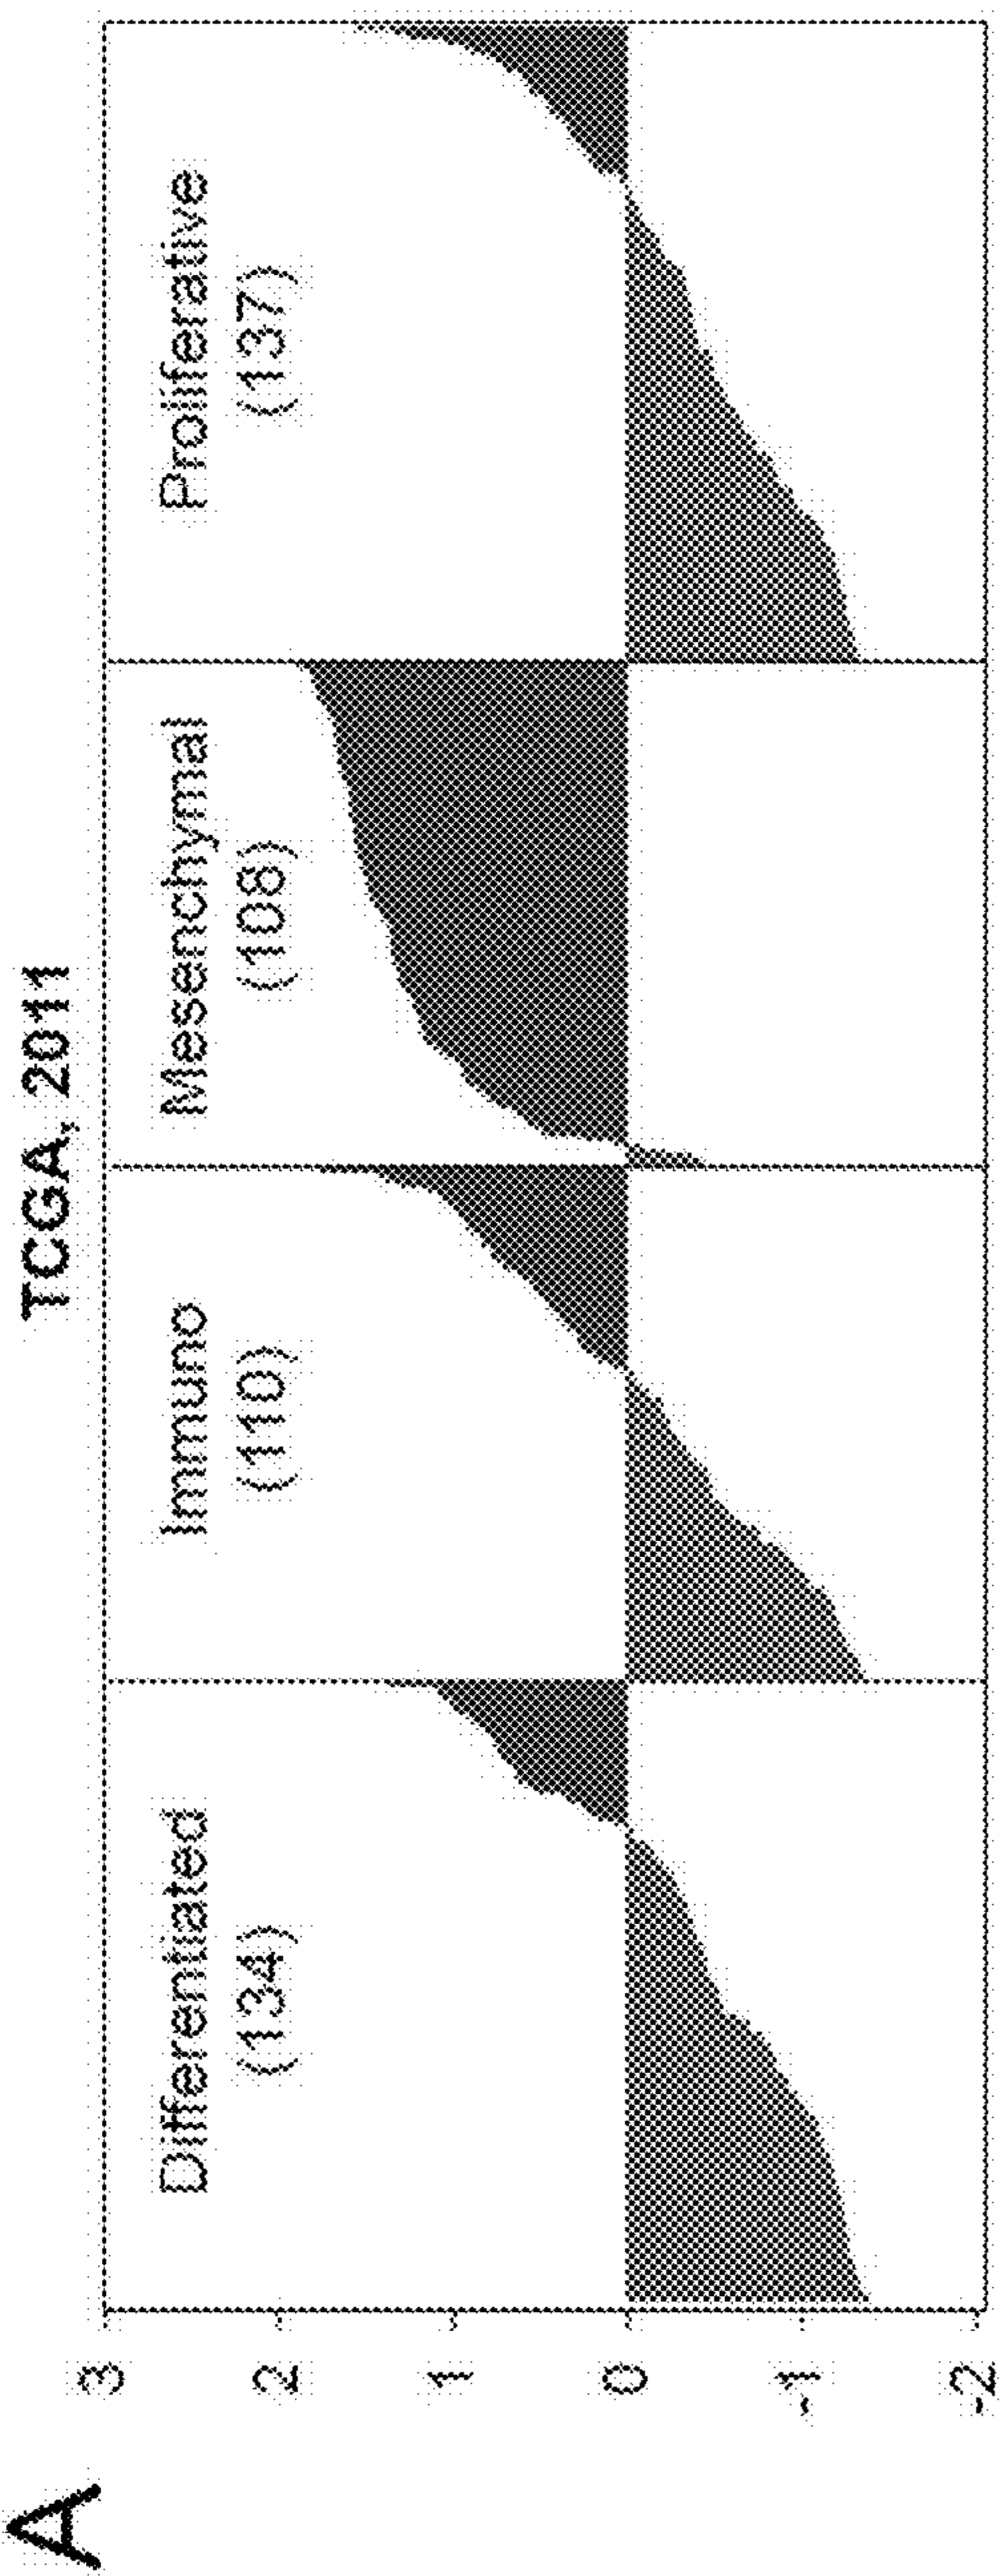 A
TCGA, 2011
3
2
1
0
-1
-2
Differentiated
(134)
Immuno
(110)
Mesenchymal
(108)
Proliferative
(137)